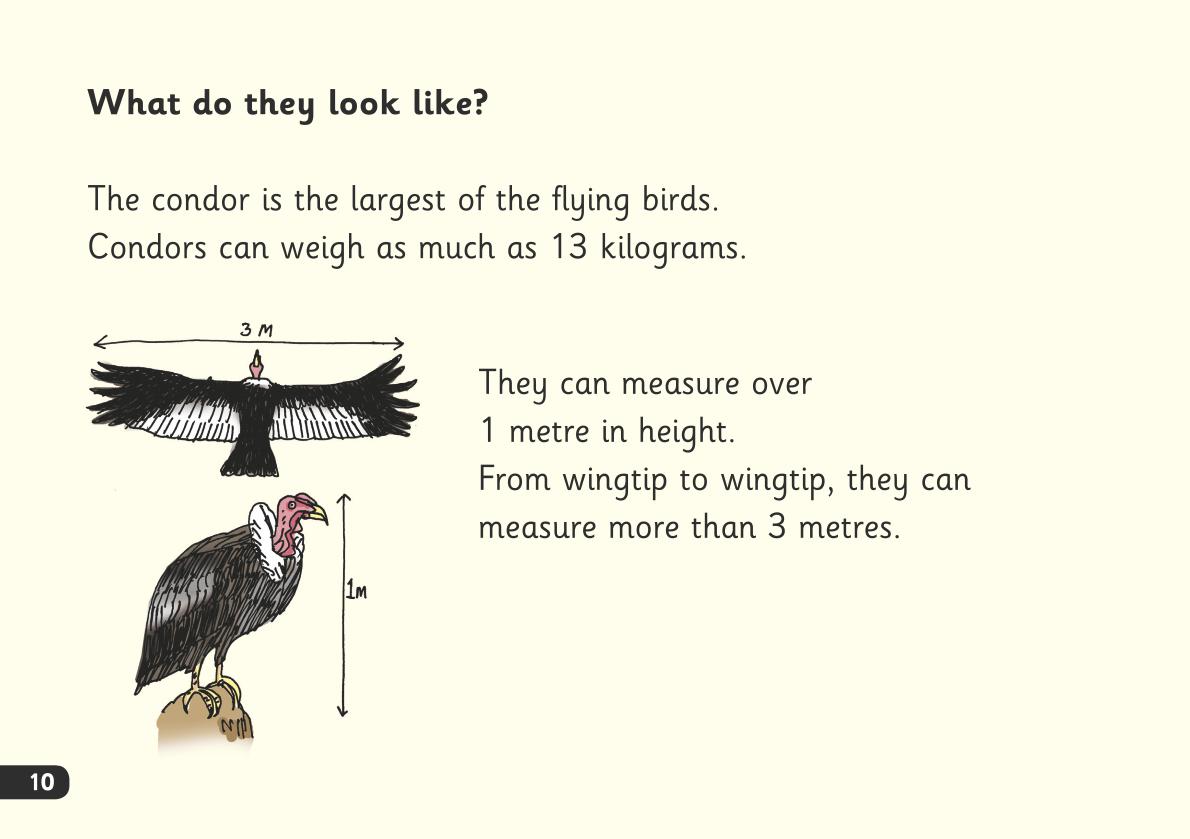 What do they look like?
The condor is the largest of the flying birds.
Condors can weigh as much as 13 kilograms.
3 M
They can measure over
1 metre in height.
From wingtip to wingtip, they can
measure more than 3 metres.
1M
10